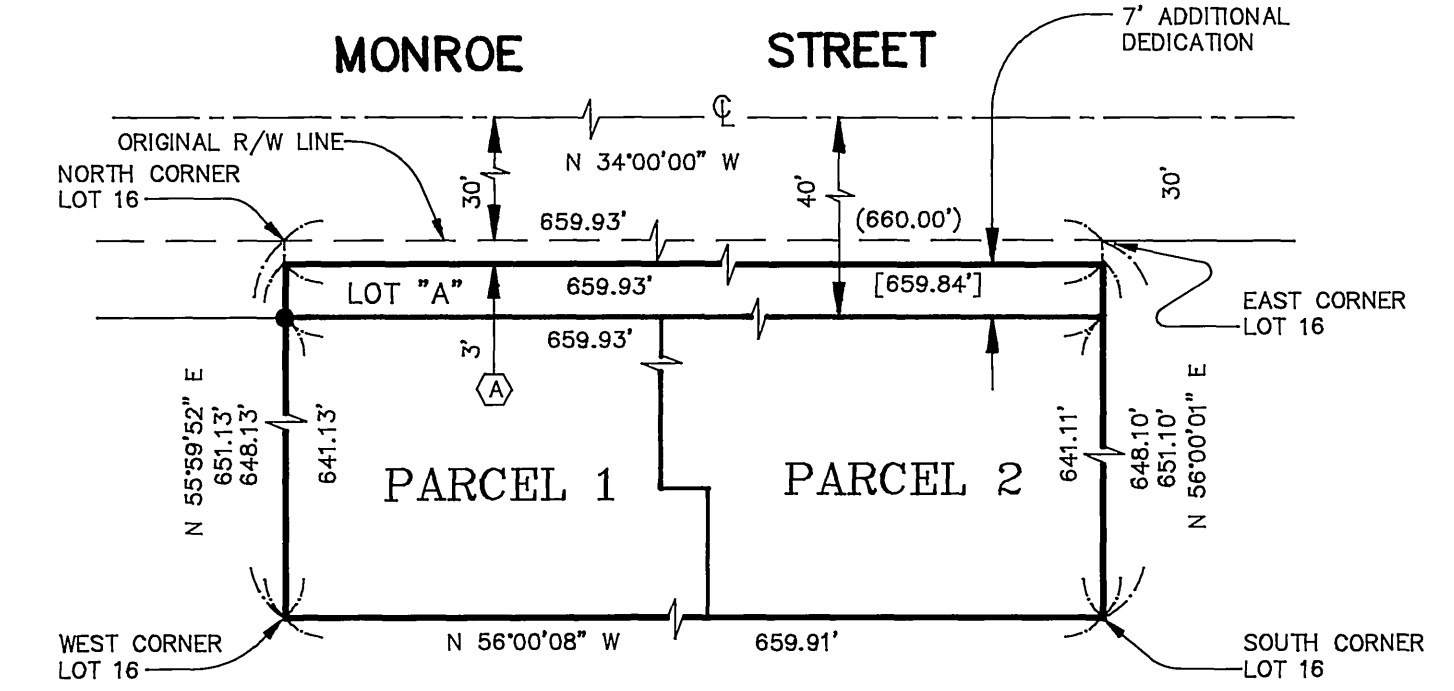 7' ADDITIONAL
DEDICATION
MONROE STREET
CL
ORIGINAL R/W LINE
N 34°00'00" W
NORTH CORNER
LOT 16
30'
40'
30'
659.93'
(660.00')
LOT "A"
659.93'
[659.84']
EAST CORNER
LOT 16
659.93'
3'
A
N 55°59'52" E
651.13'
648.13'
641.13'
PARCEL 1
PARCEL 2
641.11'
648.10'
651.10'
N 56°00'01" E
WEST CORNER
LOT 16
N 56°00'08" W
659.91'
SOUTH CORNER
LOT 16